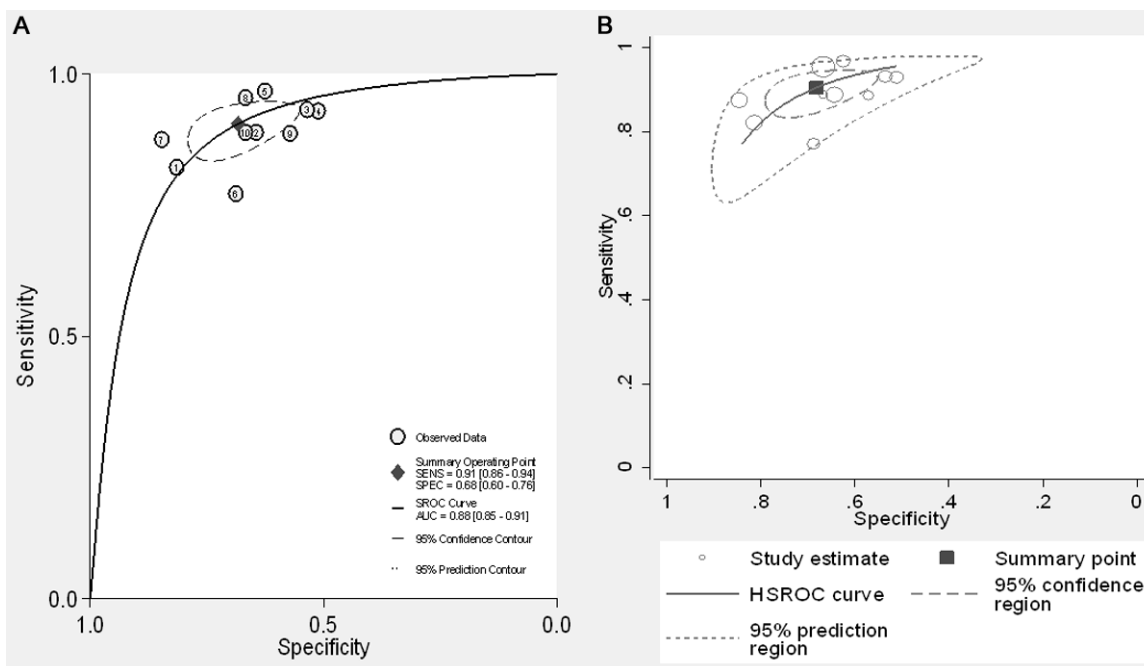 A
1.0
0.5
0.0
Sensitivity
1.0
0.5
0.0
Specificity
7
8
5
3
4
10
2
9
1
6
Observed Data
Summary Operating Point
SENS = 0.91 [0.86 - 0.94]
SPEC = 0.68 [0.60 - 0.76]
SROC Curve
AUC = 0.88 [0.85 - 0.91]
95% Confidence Contour
95% Prediction Contour
B
1
.8
.6
.4
.2
0
Sensitivity
1
.8
.6
.4
.2
0
Specificity
Study estimate
Summary point
HSROC curve
95% confidence
region
95% prediction
region